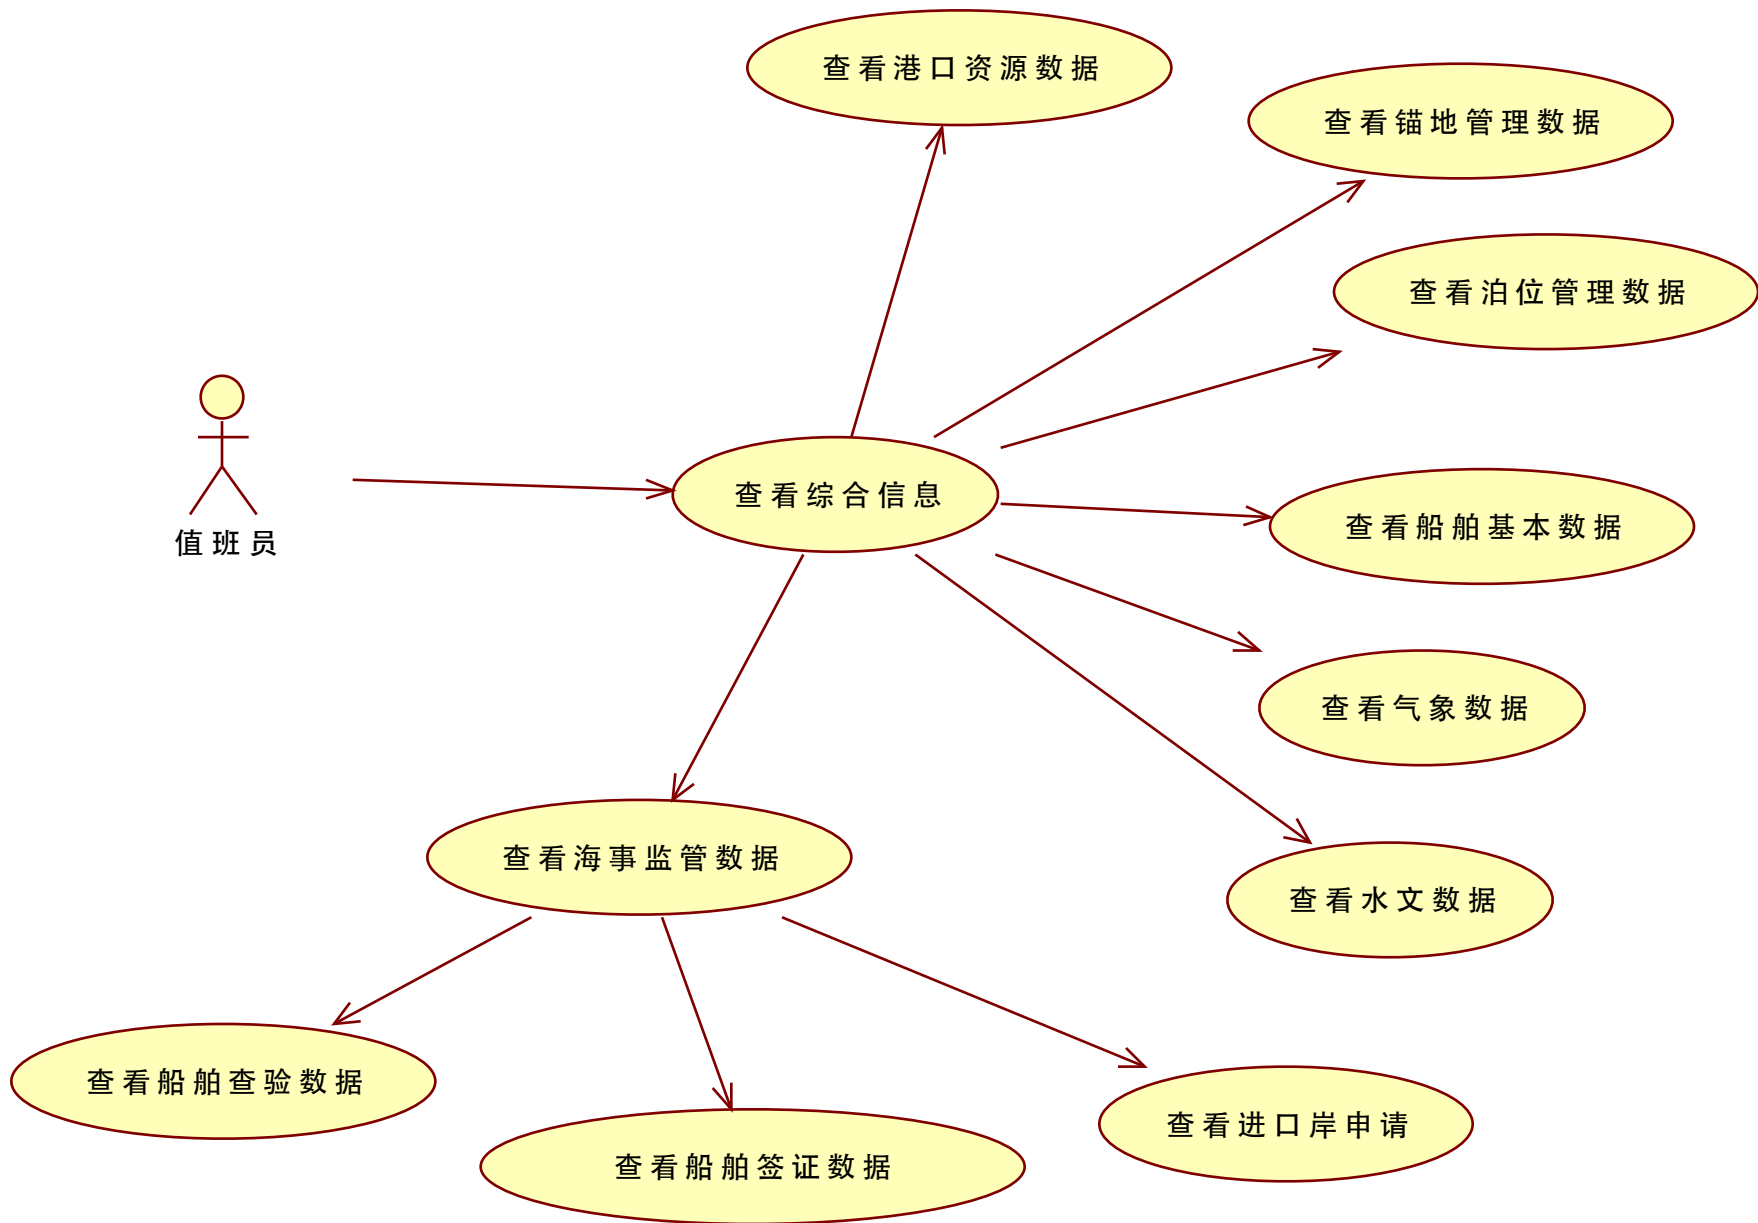 查看港口资源数据
查看锚地管理数据
查看泊位管理数据
查看综合信息
查看船舶基本数据
值班员
查看气象数据
查看海事监管数据
查看水文数据
查看船舶查验数据
查看进口岸申请
查看船舶签证数据